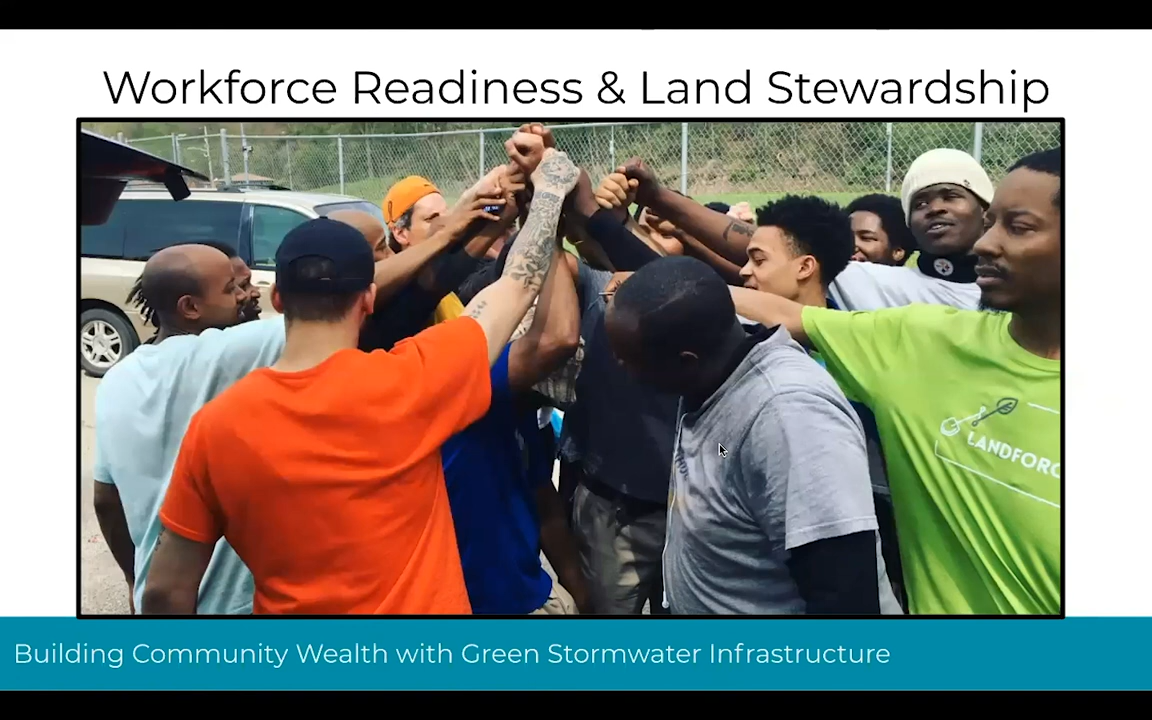 Workforce Readiness & Land Stewardship
LANDFORC
Building Community Wealth with Green Stormwater Infrastructure